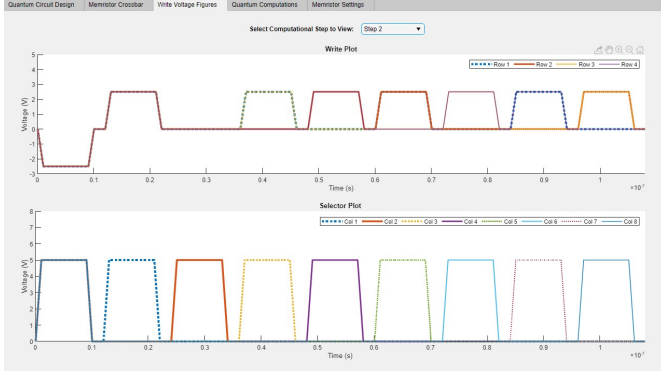 Quantum Circuit Design Memristor Crossbar Write Voltage Figures Quantum Computations Memristor Settings
Select Computational Step to View: Step 2
Write Plot
Row 1 Row 2 Row 3 Row 4
5
4
3
2
1
0
-1
-2
-3
Voltage (V)
0 0.1 0.2 0.3 0.4 0.5 0.6 0.7 0.8 0.9 1
Time (s)
×10⁻⁷
Selector Plot
Col 1 Col 2 Col 3 Col 4 Col 5 Col 6 Col 7 Col 8
8
7
6
5
4
3
2
1
0
Voltage (V)
0 0.1 0.2 0.3 0.4 0.5 0.6 0.7 0.8 0.9 1
Time (s)
×10⁻⁷